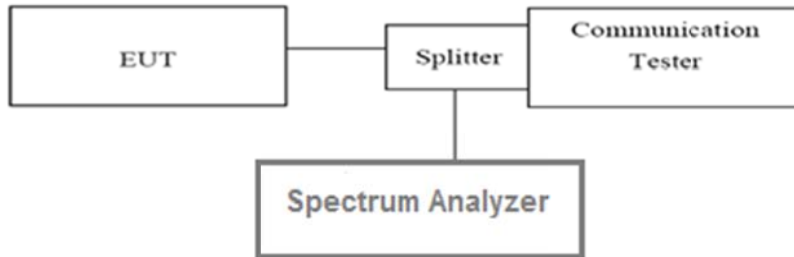 EUT
Splitter
Communication
Tester
Spectrum Analyzer